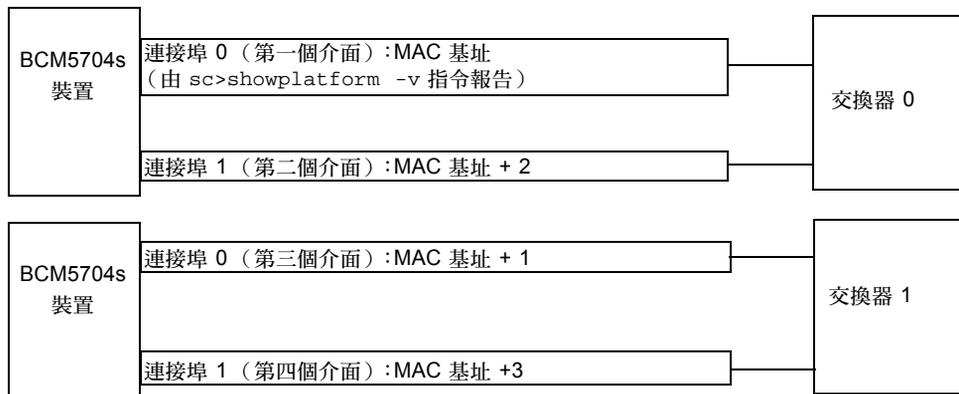 BCM5704s
裝置
連接埠 0 （第一個介面）：MAC 基址
（由 sc>showplatform -v 指令報告）
連接埠 1 （第二個介面）：MAC 基址 + 2
交換器 0
BCM5704s
裝置
連接埠 0 （第三個介面）：MAC 基址 + 1
連接埠 1 （第四個介面）：MAC 基址 +3
交換器 1